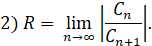 2) R = lim_{n→∞} |C_n / C_{n+1}|.